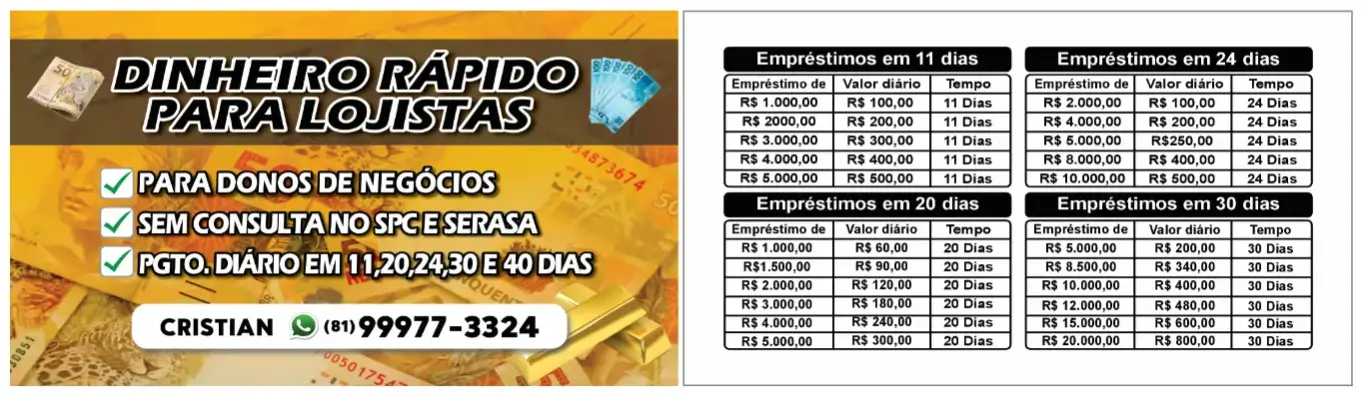 DINHEIRO RÁPIDO
PARA LOJISTAS
PARA DONOS DE NEGÓCIOS
SEM CONSULTA NO SPC E SERASA
PGTO. DIÁRIO EM 11,20,24,30 E 40 DIAS
CRISTIAN (81) 99977-3324
Empréstimos em 11 dias
Empréstimo de Valor diário Tempo
R$ 1.000,00 R$ 100,00 11 Dias
R$ 2000,00 R$ 200,00 11 Dias
R$ 3.000,00 R$ 300,00 11 Dias
R$ 4.000,00 R$ 400,00 11 Dias
R$ 5.000,00 R$ 500,00 11 Dias
Empréstimos em 20 dias
Empréstimo de Valor diário Tempo
R$ 1.000,00 R$ 60,00 20 Dias
R$1.500,00 R$ 90,00 20 Dias
R$ 2.000,00 R$ 120,00 20 Dias
R$ 3.000,00 R$ 180,00 20 Dias
R$ 4.000,00 R$ 240,00 20 Dias
R$ 5.000,00 R$ 300,00 20 Dias
Empréstimos em 24 dias
Empréstimo de Valor diário Tempo
R$ 2.000,00 R$ 100,00 24 Dias
R$ 4.000,00 R$ 200,00 24 Dias
R$ 5.000,00 R$250,00 24 Dias
R$ 8.000,00 R$ 400,00 24 Dias
R$ 10.000,00 R$ 500,00 24 Dias
Empréstimos em 30 dias
Empréstimo de Valor diário Tempo
R$ 5.000,00 R$ 200,00 30 Dias
R$ 8.500,00 R$ 340,00 30 Dias
R$ 10.000,00 R$ 400,00 30 Dias
R$ 12.000,00 R$ 480,00 30 Dias
R$ 15.000,00 R$ 600,00 30 Dias
R$ 20.000,00 R$ 800,00 30 Dias